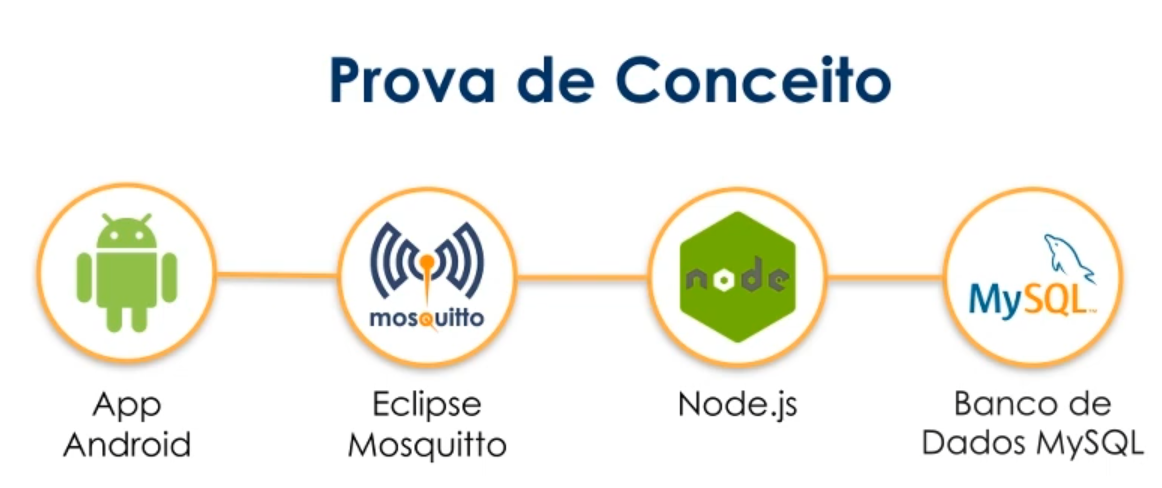 Prova de Conceito
mosquitto
node
MySQL
App
Android
Eclipse
Mosquitto
Node.js
Banco de
Dados MySQL